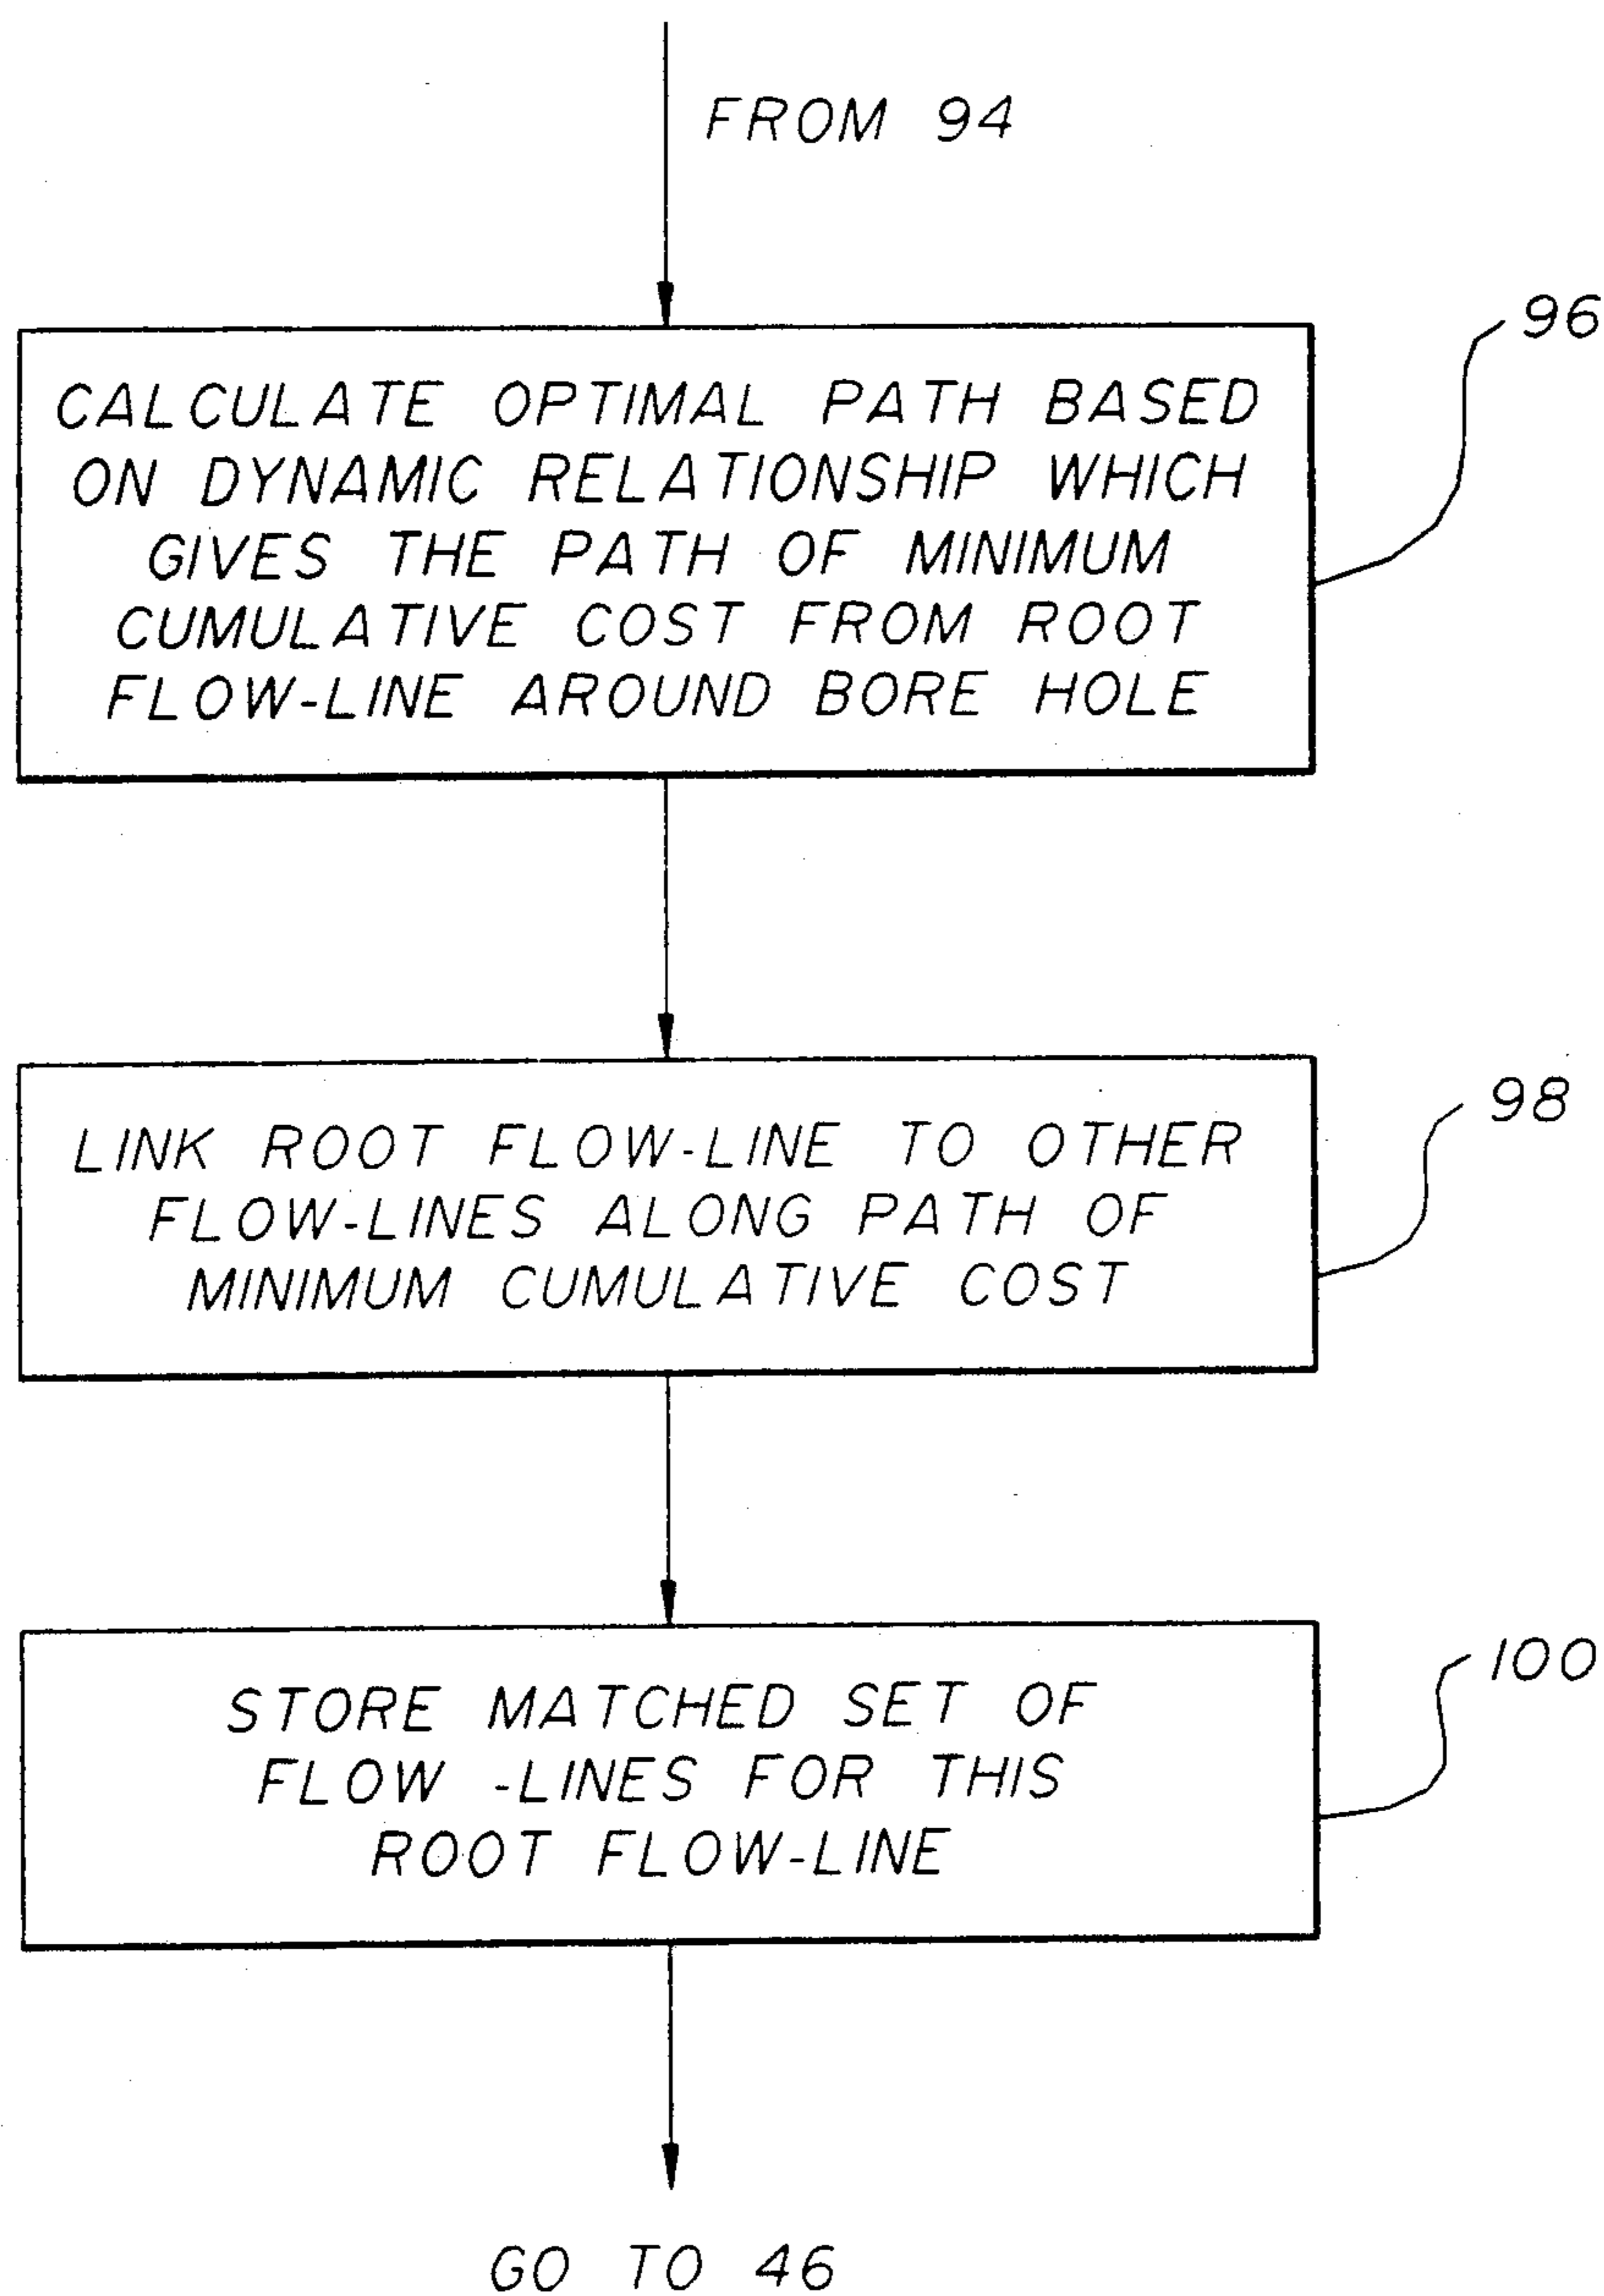 FROM 94
96
CALCULATE OPTIMAL PATH BASED
ON DYNAMIC RELATIONSHIP WHICH
GIVES THE PATH OF MINIMUM
CUMULATIVE COST FROM ROOT
FLOW-LINE AROUND BORE HOLE
98
LINK ROOT FLOW-LINE TO OTHER
FLOW-LINES ALONG PATH OF
MINIMUM CUMULATIVE COST
100
STORE MATCHED SET OF
FLOW -LINES FOR THIS
ROOT FLOW-LINE
GO TO 46